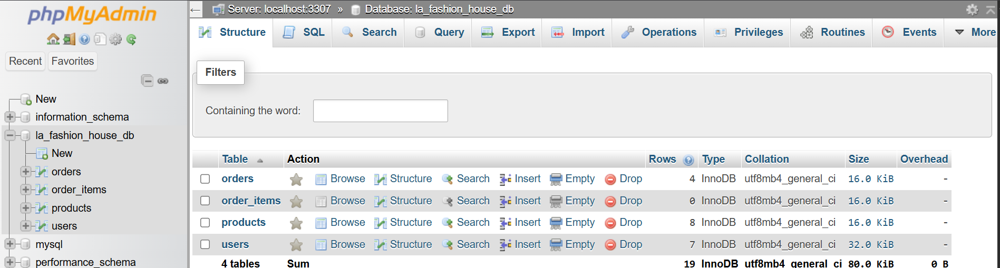 phpMyAdmin
Recent Favorites
New
information_schema
la_fashion_house_db
New
orders
order_items
products
users
mysql
performance_schema
← Server: localhost:3307 » Database: la_fashion_house_db
Structure SQL Search Query Export Import Operations Privileges Routines Events More
Filters
Containing the word:
Table Action Rows Type Collation Size Overhead
orders Browse Structure Search Insert Empty Drop 4 InnoDB utf8mb4_general_ci 16.0 KiB -
order_items Browse Structure Search Insert Empty Drop 0 InnoDB utf8mb4_general_ci 16.0 KiB -
products Browse Structure Search Insert Empty Drop 8 InnoDB utf8mb4_general_ci 16.0 KiB -
users Browse Structure Search Insert Empty Drop 7 InnoDB utf8mb4_general_ci 32.0 KiB -
4 tables Sum 19 InnoDB utf8mb4_general_ci 80.0 KiB 0 B